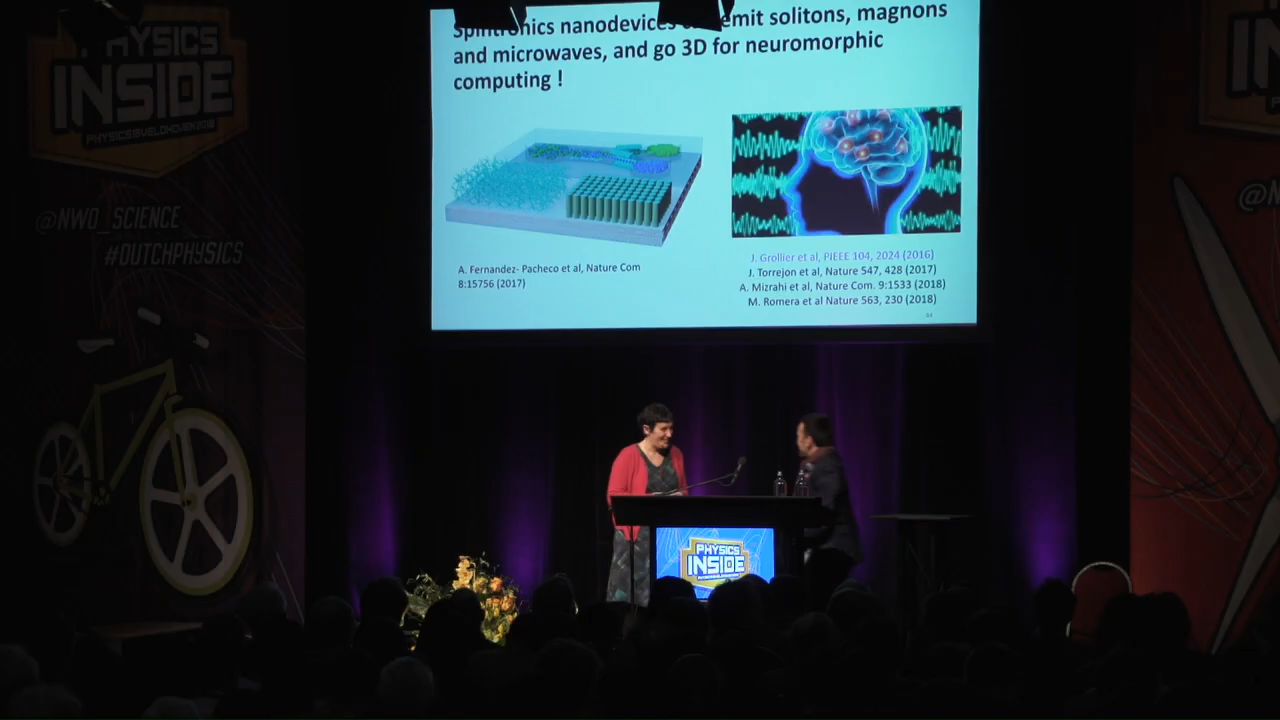 Spintronics nanodevices emit solitons, magnons
and microwaves, and go 3D for neuromorphic
computing !
A. Fernandez- Pacheco et al, Nature Com
8:15756 (2017)
J. Grollier et al, PIEEE 104, 2024 (2016)
J. Torrejon et al, Nature 547, 428 (2017)
A. Mizrahi et al, Nature Com. 9:1533 (2018)
M. Romera et al Nature 563, 230 (2018)
PHYSICS
INSIDE
@NWO_SCIENCE
#DUTCHPHYSICS
PHYSICS
INSIDE